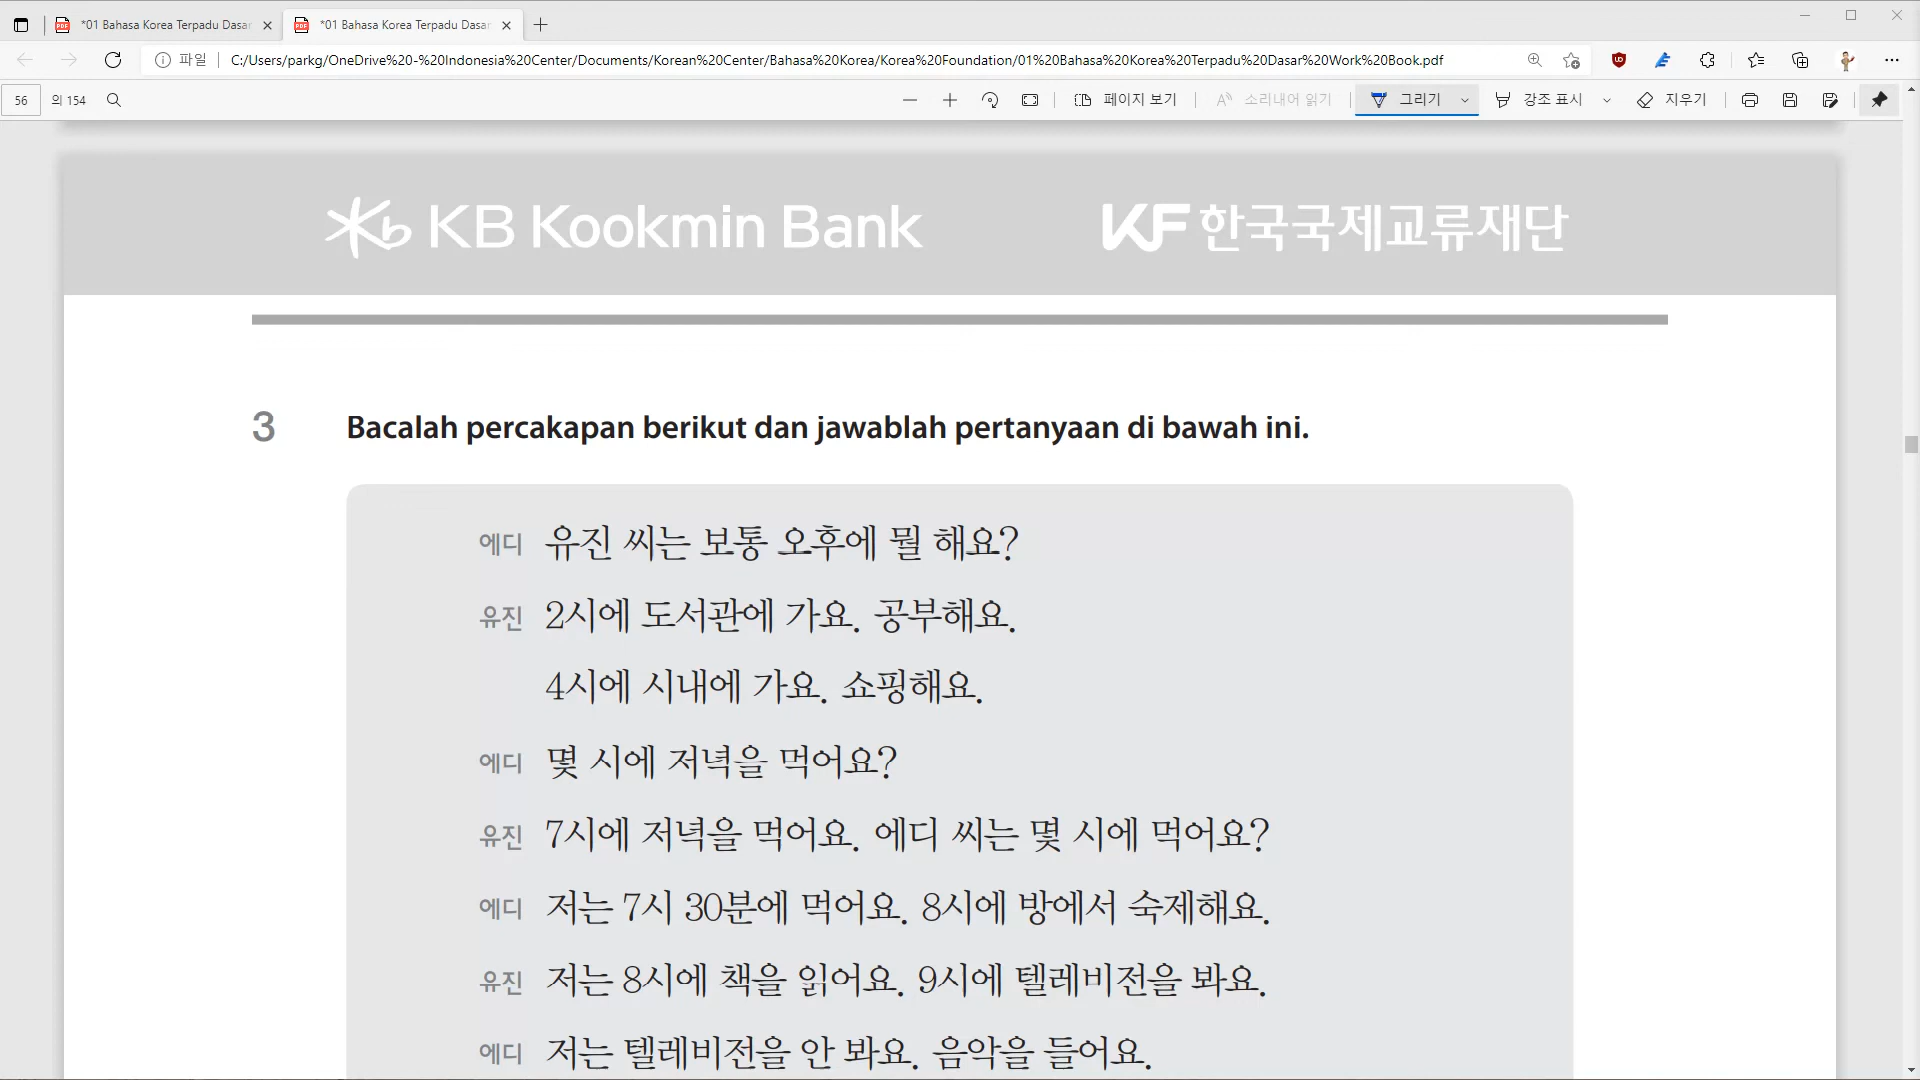 *01 Bahasa Korea Terpadu Dasar
*01 Bahasa Korea Terpadu Dasar
파일 C:/Users/parkg/OneDrive%20-%20Indonesia%20Center/Documents/Korean%20Center/Bahasa%20Korea/Korea%20Foundation/01%20Bahasa%20Korea%20Terpadu%20Dasar%20Work%20Book.pdf
56 의 154 페이지 보기 소리내어 읽기 그리기 강조 표시 지우기
KB Kookmin Bank KF 한국국제교류재단
3 Bacalah percakapan berikut dan jawablah pertanyaan di bawah ini.
에디 유진 씨는 보통 오후에 뭘 해요?
유진 2시에 도서관에 가요. 공부해요.
4시에 시내에 가요. 쇼핑해요.
에디 몇 시에 저녁을 먹어요?
유진 7시에 저녁을 먹어요. 에디 씨는 몇 시에 먹어요?
에디 저는 7시 30분에 먹어요. 8시에 방에서 숙제해요.
유진 저는 8시에 책을 읽어요. 9시에 텔레비전을 봐요.
에디 저는 텔레비전을 안 봐요. 음악을 들어요.